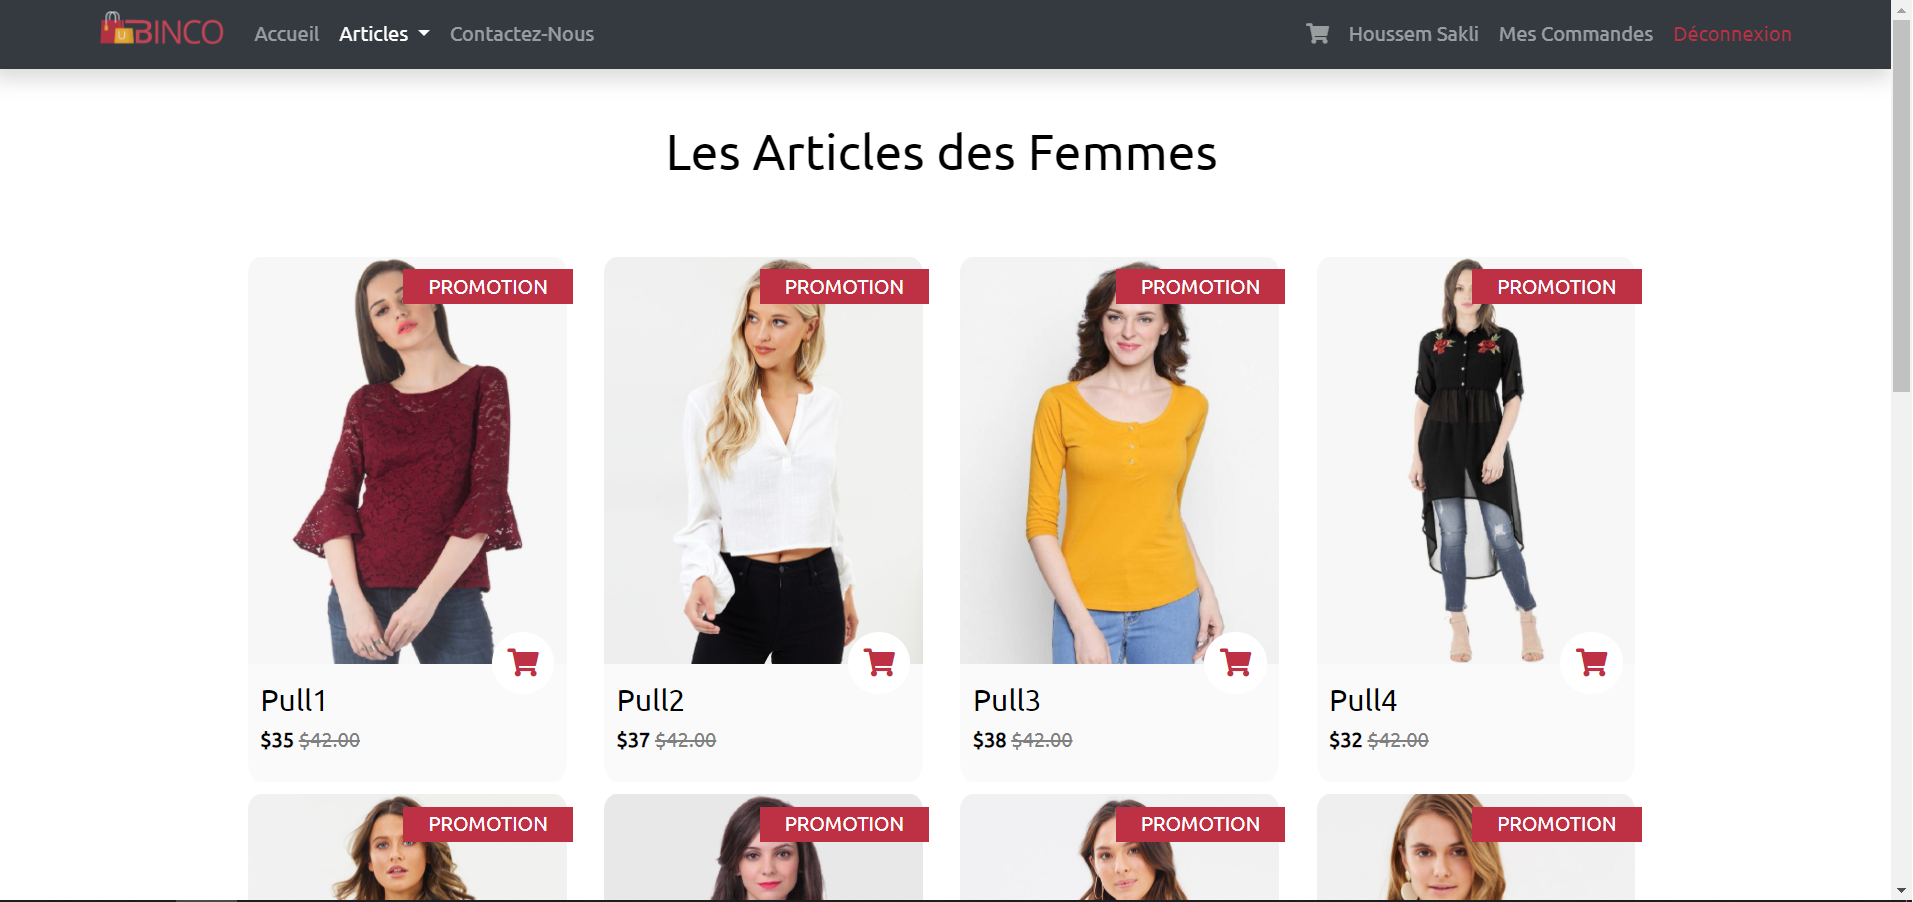 UBINCO Accueil Articles Contactez-Nous Houssem Sakli Mes Commandes Déconnexion
Les Articles des Femmes
PROMOTION PROMOTION PROMOTION PROMOTION
Pull1 Pull2 Pull3 Pull4
$35 $42.00 $37 $42.00 $38 $42.00 $32 $42.00
PROMOTION PROMOTION PROMOTION PROMOTION